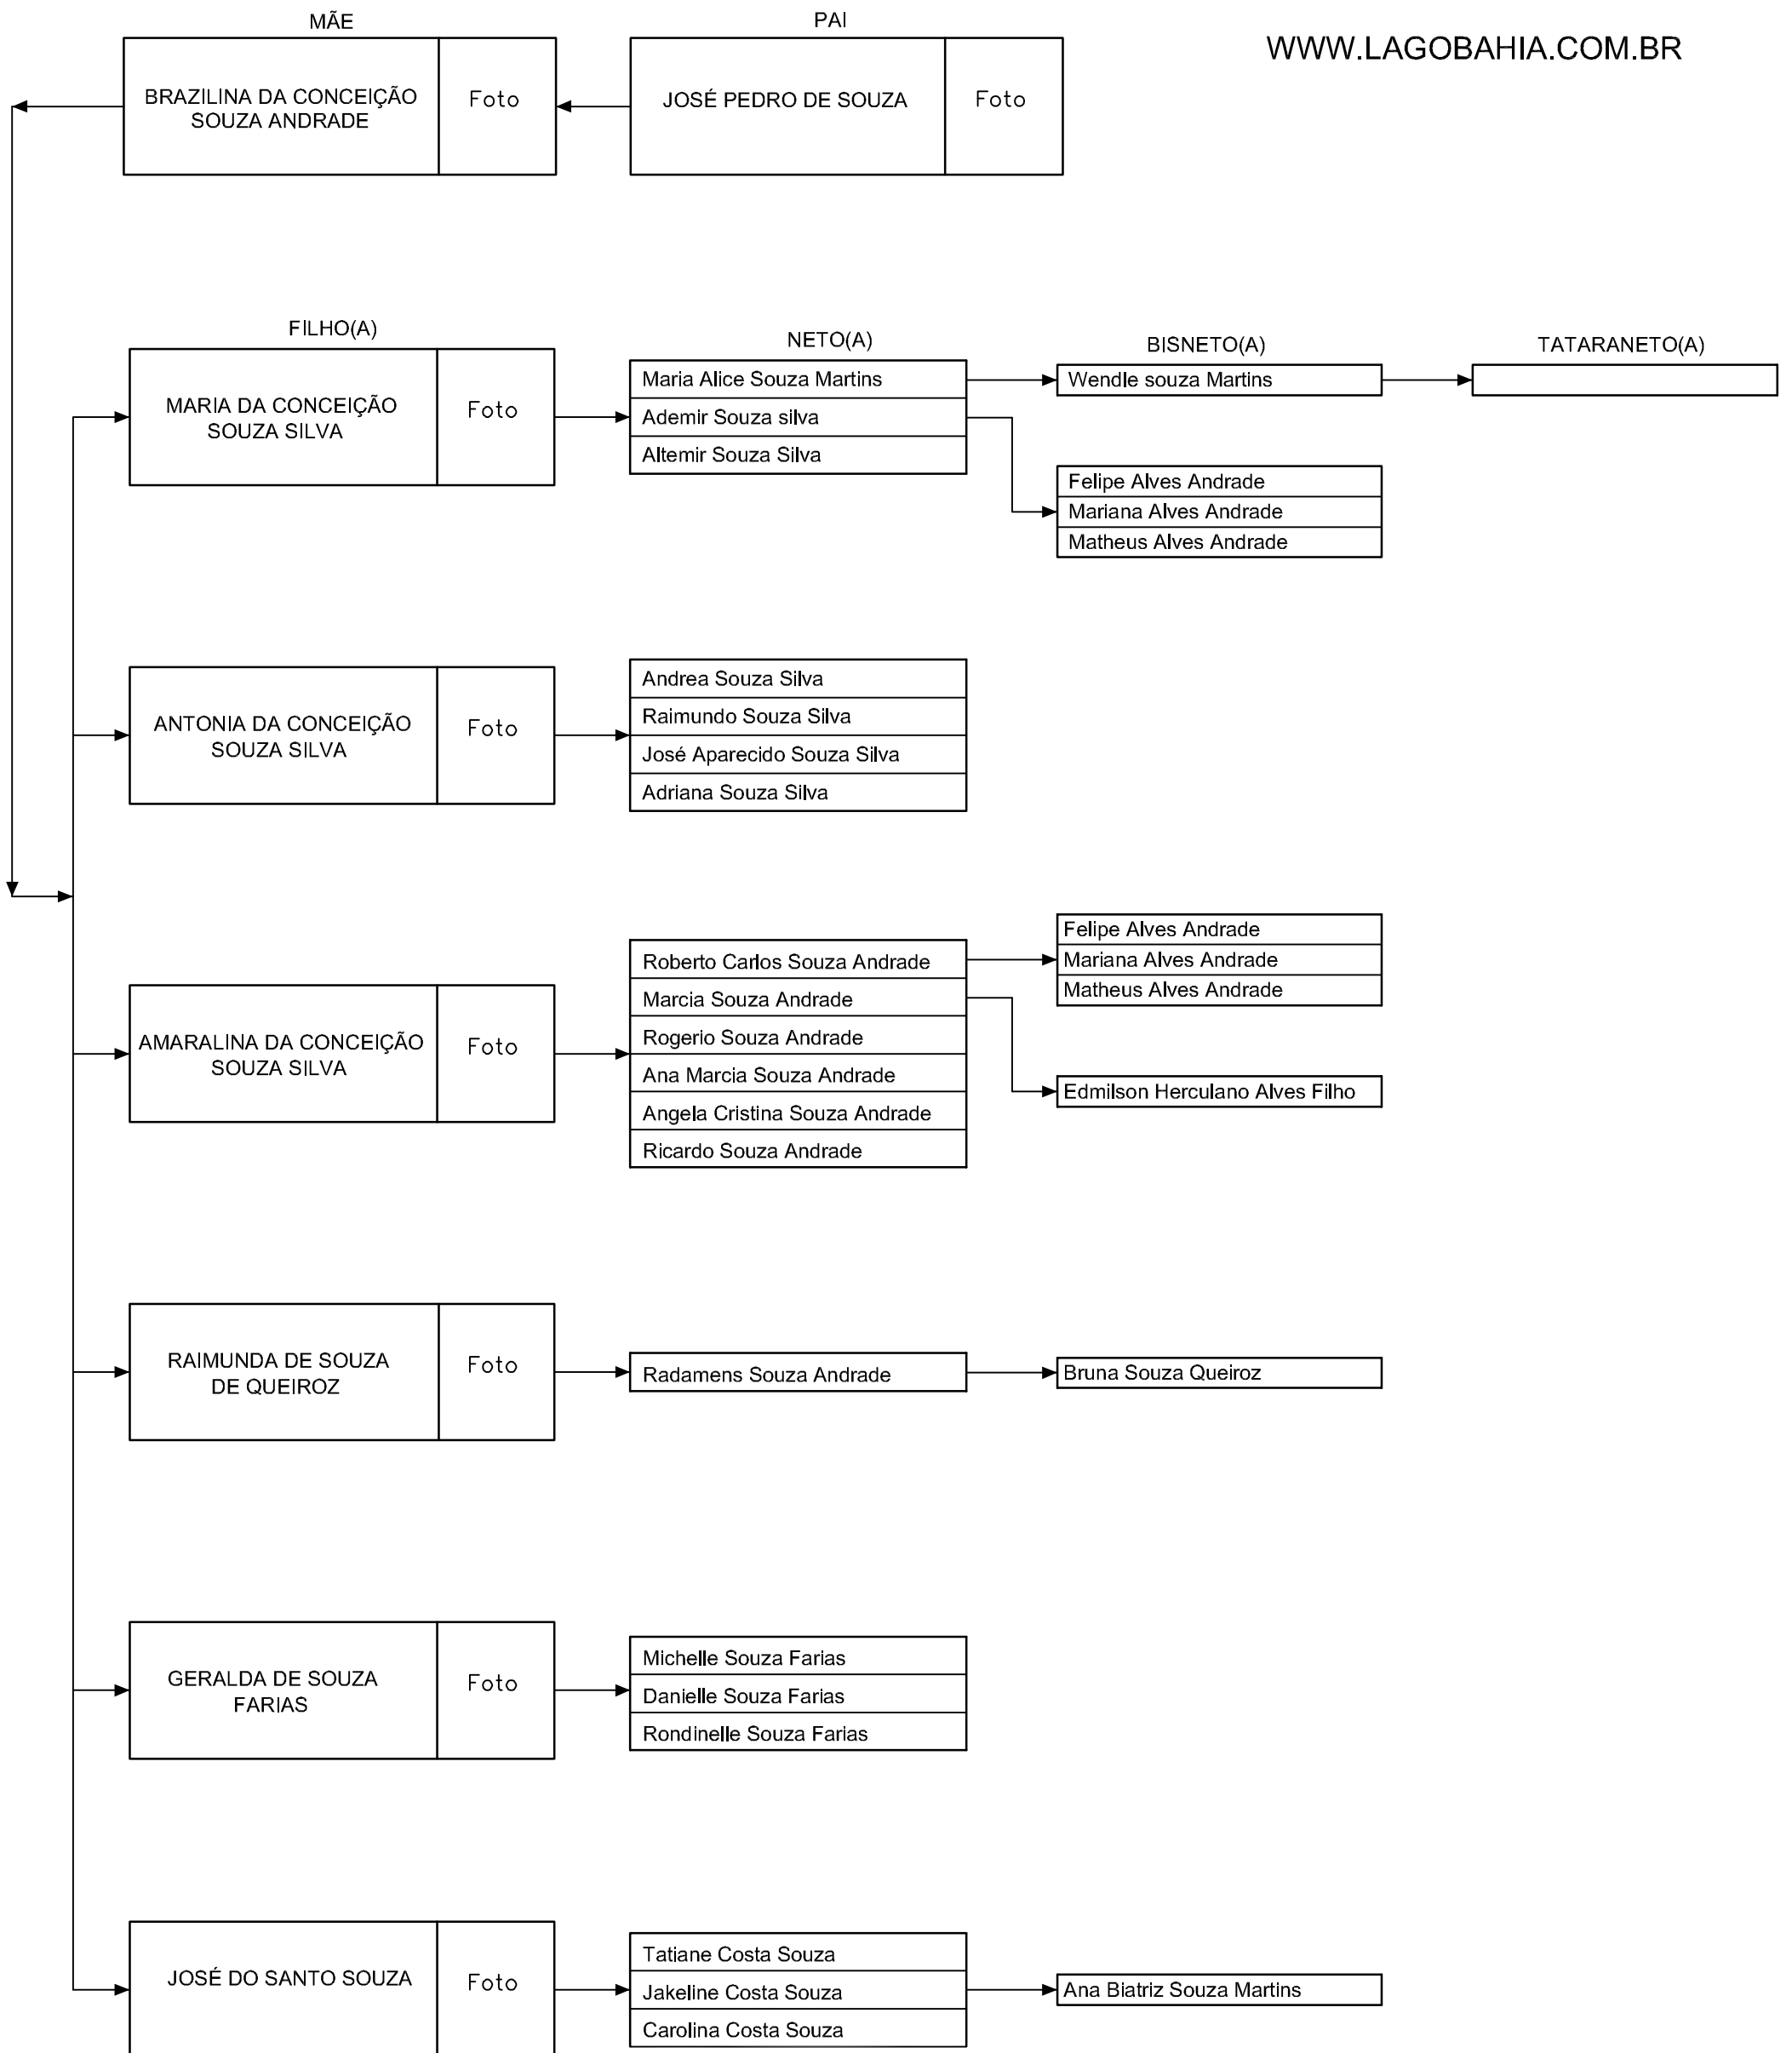 MÃE
PAI
WWW.LAGOBAHIA.COM.BR
BRAZILINA DA CONCEIÇÃO
SOUZA ANDRADE
Foto
JOSÉ PEDRO DE SOUZA
Foto
FILHO(A)
NETO(A)
BISNETO(A)
TATARANETO(A)
MARIA DA CONCEIÇÃO
SOUZA SILVA
Foto
Maria Alice Souza Martins
Ademir Souza silva
Altemir Souza Silva
Wendle souza Martins
Felipe Alves Andrade
Mariana Alves Andrade
Matheus Alves Andrade
ANTONIA DA CONCEIÇÃO
SOUZA SILVA
Foto
Andrea Souza Silva
Raimundo Souza Silva
José Aparecido Souza Silva
Adriana Souza Silva
AMARALINA DA CONCEIÇÃO
SOUZA SILVA
Foto
Roberto Carlos Souza Andrade
Marcia Souza Andrade
Rogerio Souza Andrade
Ana Marcia Souza Andrade
Angela Cristina Souza Andrade
Ricardo Souza Andrade
Felipe Alves Andrade
Mariana Alves Andrade
Matheus Alves Andrade
Edmilson Herculano Alves Filho
RAIMUNDA DE SOUZA
DE QUEIROZ
Foto
Radamens Souza Andrade
Bruna Souza Queiroz
GERALDA DE SOUZA
FARIAS
Foto
Michelle Souza Farias
Danielle Souza Farias
Rondinelle Souza Farias
JOSÉ DO SANTO SOUZA
Foto
Tatiane Costa Souza
Jakeline Costa Souza
Carolina Costa Souza
Ana Biatriz Souza Martins